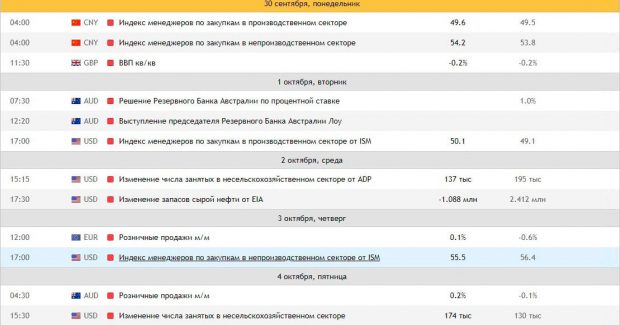 30 сентября, понедельник
04:00 CNY Индекс менеджеров по закупкам в производственном секторе 49.6 49.5
04:00 CNY Индекс менеджеров по закупкам в непроизводственном секторе 54.2 53.8
11:30 GBP ВВП кв/кв -0.2% -0.2%
1 октября, вторник
07:30 AUD Решение Резервного Банка Австралии по процентной ставке 1.0%
12:20 AUD Выступление председателя Резервного Банка Австралии Лоу
17:00 USD Индекс менеджеров по закупкам в производственном секторе от ISM 50.1 49.1
2 октября, среда
15:15 USD Изменение числа занятых в несельскохозяйственном секторе от ADP 137 тыс 195 тыс
17:30 USD Изменение запасов сырой нефти от EIA -1.088 млн 2.412 млн
3 октября, четверг
12:00 EUR Розничные продажи м/м 0.1% -0.6%
17:00 USD Индекс менеджеров по закупкам в непроизводственном секторе от ISM 55.5 56.4
4 октября, пятница
04:30 AUD Розничные продажи м/м 0.2% -0.1%
15:30 USD Изменение числа занятых в несельскохозяйственном секторе 174 тыс 130 тыс